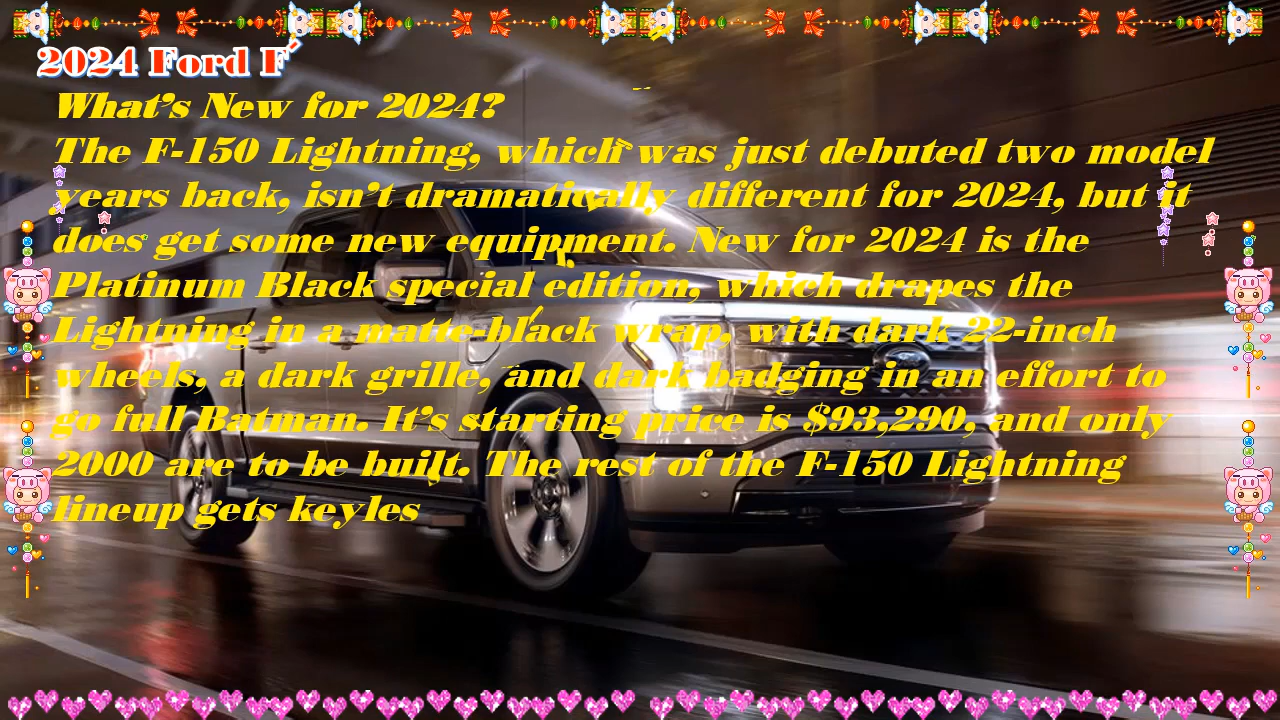 2024 Ford F
What's New for 2024?
The F-150 Lightning, which was just debuted two model
years back, isn't dramatically different for 2024, but it
does get some new equipment. New for 2024 is the
Platinum Black special edition, which drapes the
Lightning in a matte-black wrap, with dark 22-inch
wheels, a dark grille, and dark badging in an effort to
go full Batman. It's starting price is $93,290, and only
2000 are to be built. The rest of the F-150 Lightning
lineup gets keyles